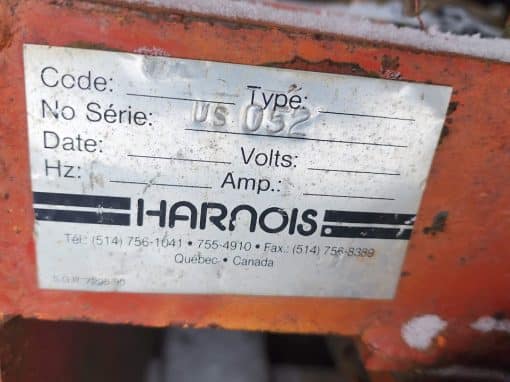 Code: Type:
No Série: US 052
Date: Volts:
Hz: Amp.:
HARNOIS.
Tél.: (514) 756-1041 • 755-4910 • Fax.: (514) 756-8389
Québec • Canada